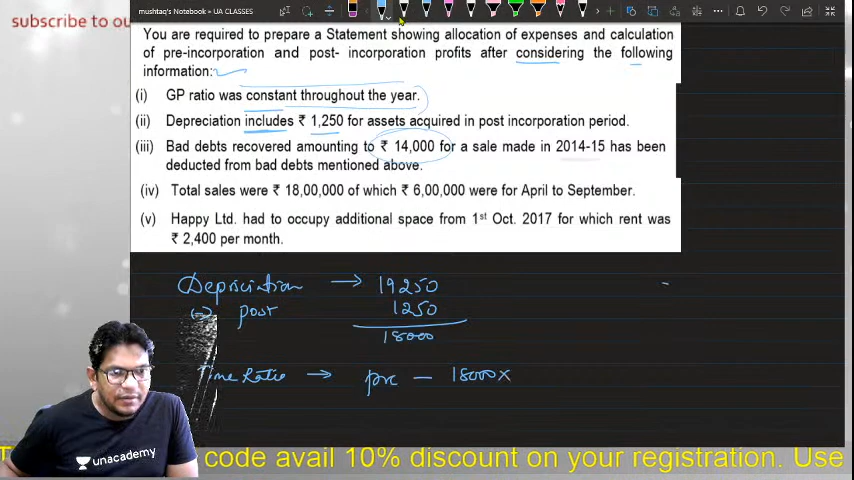 mushtaq's Notebook » UA CLASSES
subscribe to ou
You are required to prepare a Statement showing allocation of expenses and calculation
of pre-incorporation and post- incorporation profits after considering the following
information:
(i) GP ratio was constant throughout the year.
(ii) Depreciation includes ₹ 1,250 for assets acquired in post incorporation period.
(iii) Bad debts recovered amounting to ₹ 14,000 for a sale made in 2014-15 has been
deducted from bad debts mentioned above.
(iv) Total sales were ₹ 18,00,000 of which ₹ 6,00,000 were for April to September.
(v) Happy Ltd. had to occupy additional space from 1st Oct. 2017 for which rent was
₹ 2,400 per month.
Depriciation → 19250
(-) post 1250
18000
Time Ratio → pre — 18000 ×
unacademy
code avail 10% discount on your registration. Use